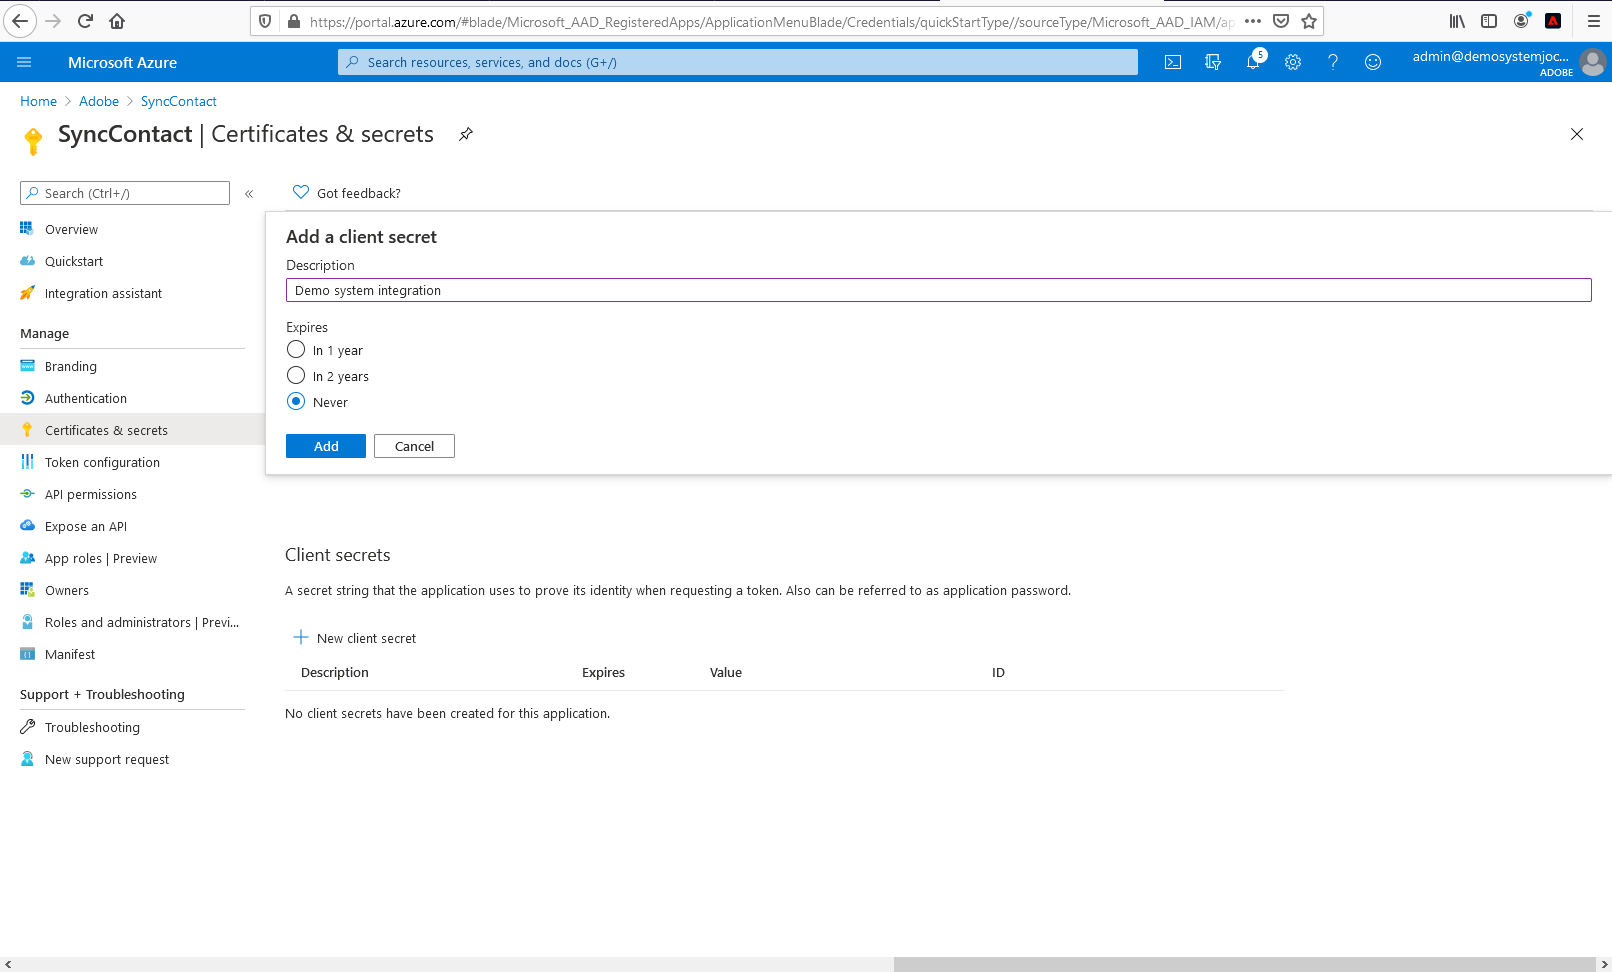 https://portal.azure.com/#blade/Microsoft_AAD_RegisteredApps/ApplicationMenuBlade/Credentials/quickStartType//sourceType/Microsoft_AAD_IAM/ap
Microsoft Azure
Search resources, services, and docs (G+/)
5
admin@demosystemjoc...
ADOBE
Home > Adobe > SyncContact
SyncContact | Certificates & secrets
Search (Ctrl+/)
«
Got feedback?
Overview
Quickstart
Integration assistant
Manage
Branding
Authentication
Certificates & secrets
Token configuration
API permissions
Expose an API
App roles | Preview
Owners
Roles and administrators | Previ...
Manifest
Support + Troubleshooting
Troubleshooting
New support request
Add a client secret
Description
Demo system integration
Expires
In 1 year
In 2 years
Never
Add
Cancel
Client secrets
A secret string that the application uses to prove its identity when requesting a token. Also can be referred to as application password.
New client secret
Description Expires Value ID
No client secrets have been created for this application.